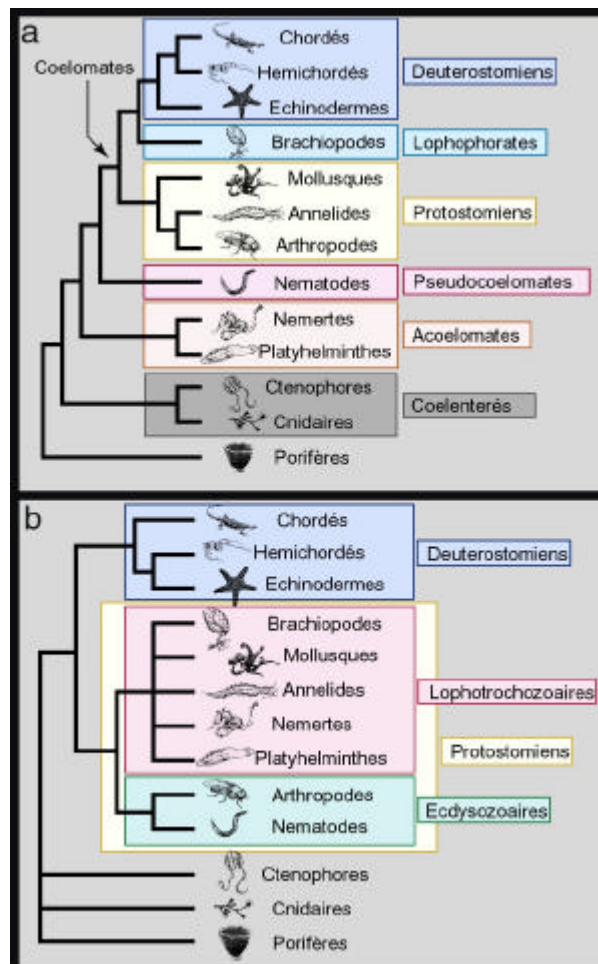 a
Coelomates
Chordés
Hemichordés
Echinodermes
Deuterostomiens
Brachiopodes
Lophophorates
Mollusques
Annelides
Arthropodes
Protostomiens
Nematodes
Pseudocoelomates
Nemertes
Platyhelminthes
Acoelomates
Ctenophores
Cnidaires
Coelenterés
Porifères
b
Chordés
Hemichordés
Echinodermes
Deuterostomiens
Brachiopodes
Mollusques
Annelides
Nemertes
Platyhelminthes
Lophotrochozoaires
Protostomiens
Arthropodes
Nematodes
Ecdysozoaires
Ctenophores
Cnidaires
Porifères